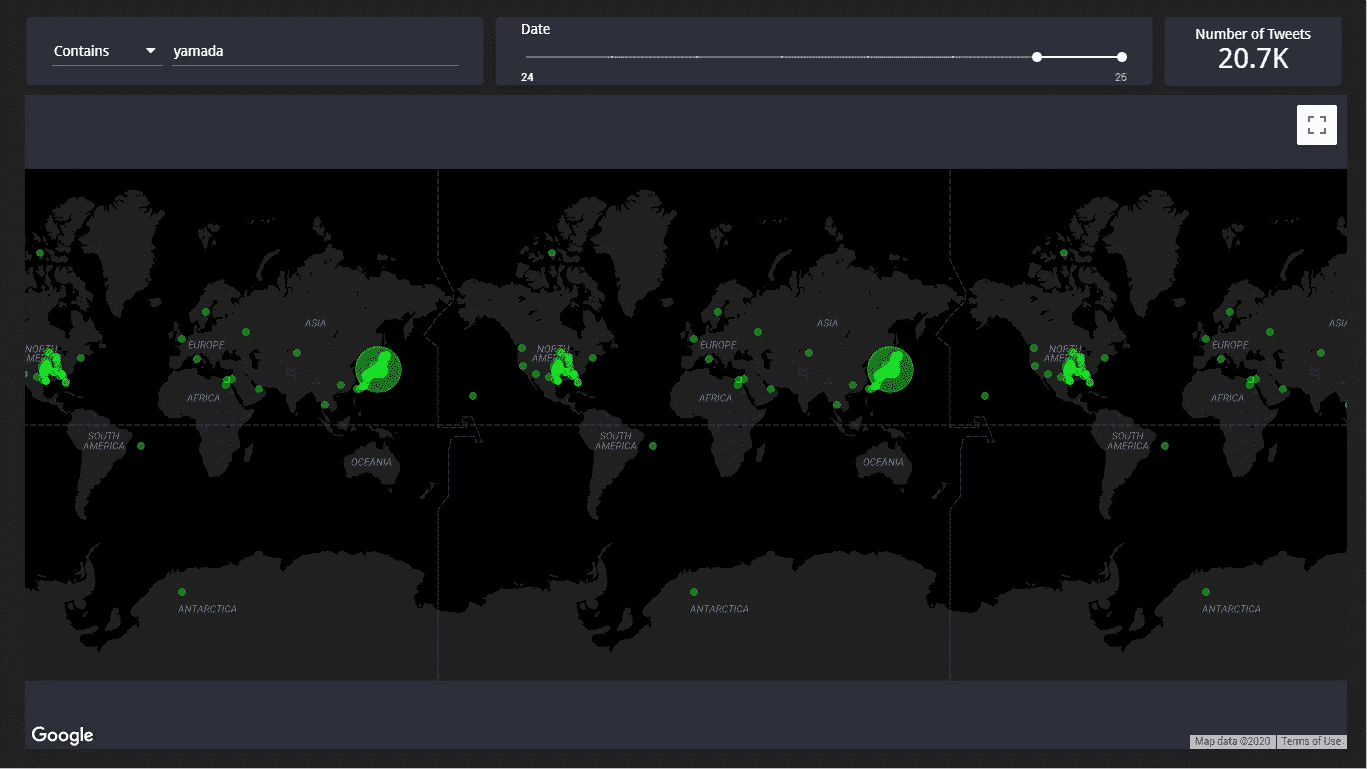 Contains yamada
Date
24 25
Number of Tweets
20.7K
NORTH
AMERICA
EUROPE
ASIA
AFRICA
SOUTH
AMERICA
OCEANIA
ANTARCTICA
NORTH
AMERICA
EUROPE
ASIA
AFRICA
SOUTH
AMERICA
OCEANIA
ANTARCTICA
NORTH
AMERICA
EUROPE
ASI
AFRICA
SOUTH
AMERICA
ANTARCTICA
Google
Map data ©2020 Terms of Use